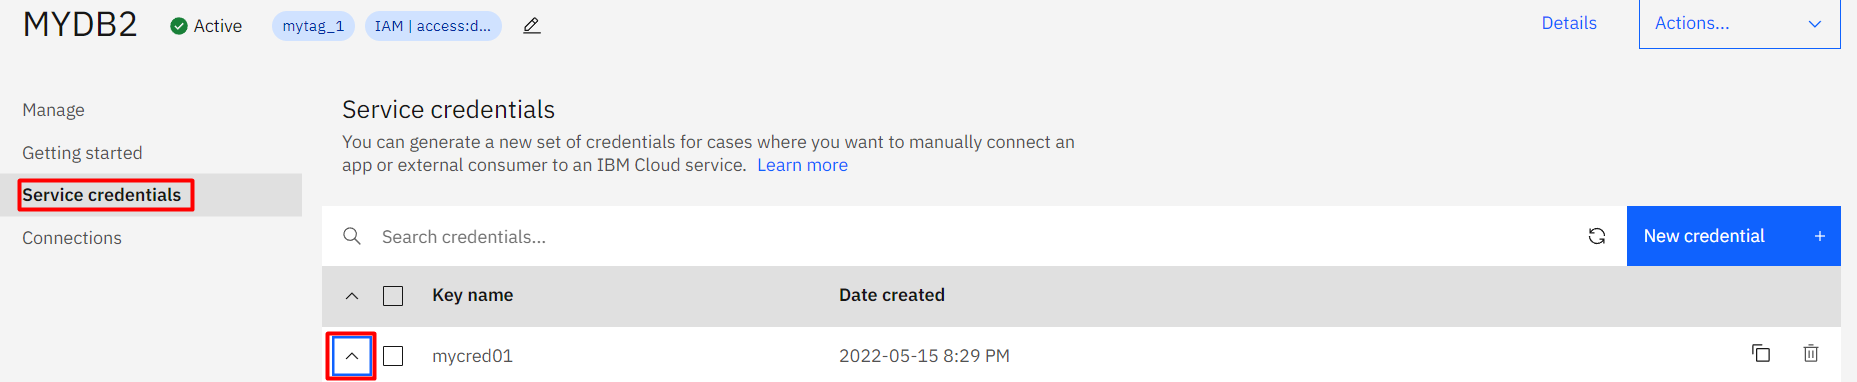 MYDB2 Active mytag_1 IAM | access:d... Details Actions...
Manage
Getting started
Service credentials
Connections
Service credentials
You can generate a new set of credentials for cases where you want to manually connect an
app or external consumer to an IBM Cloud service. Learn more
Search credentials... New credential +
Key name Date created
mycred01 2022-05-15 8:29 PM